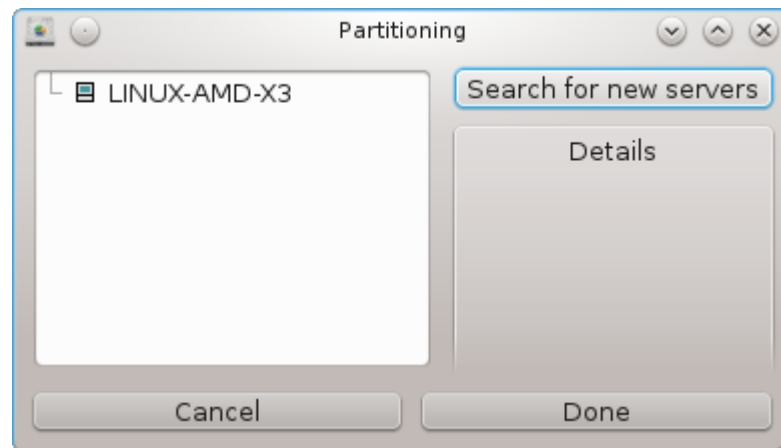 Partitioning
LINUX-AMD-X3
Search for new servers
Details
Cancel
Done